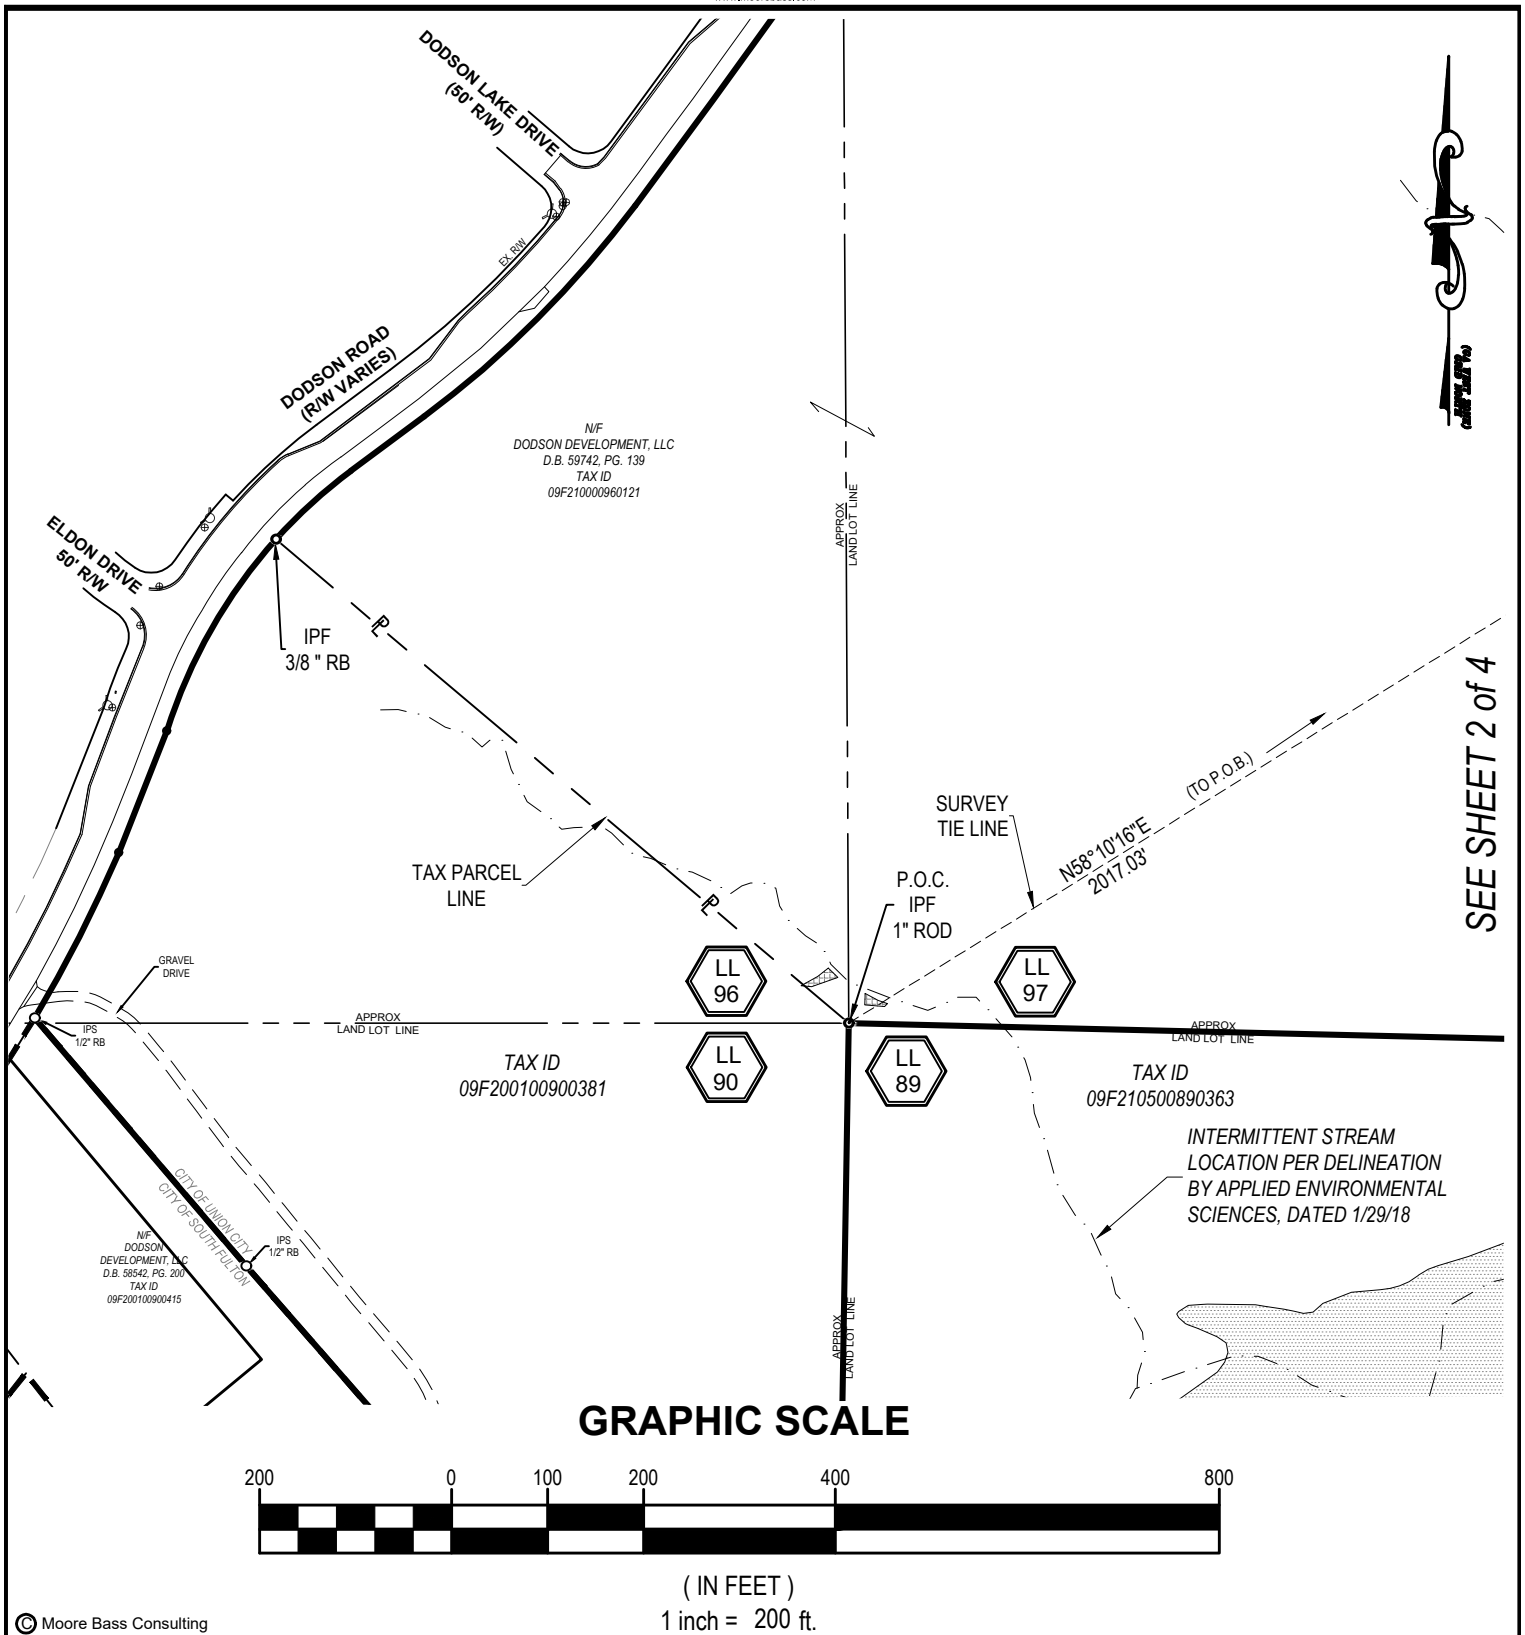 DODSON LAKE DRIVE
(50' R/W)
EX. R/W
DODSON ROAD
(R/W VARIES)
N/F
DODSON DEVELOPMENT, LLC
D.B. 59742, PG. 139
TAX ID
09F210000960121
APPROX
LAND LOT LINE
ELDON DRIVE
50' R/W
IPF
3/8 " RB
PL
SEE SHEET 2 of 4
(TO P.O.B.)
SURVEY
TIE LINE
N58°10'16"E
2017.03'
TAX PARCEL
LINE
P.O.C.
IPF
1" ROD
PL
GRAVEL
DRIVE
LL
96
LL
97
IPS
1/2" RB
APPROX
LAND LOT LINE
APPROX
LAND LOT LINE
TAX ID
09F200100900381
LL
90
LL
89
TAX ID
09F210500890363
INTERMITTENT STREAM
LOCATION PER DELINEATION
BY APPLIED ENVIRONMENTAL
SCIENCES, DATED 1/29/18
CITY OF UNION CITY
CITY OF SOUTH FULTON
N/F
DODSON
DEVELOPMENT, LLC
D.B. 58542, PG. 200
TAX ID
09F200100900415
IPS
1/2" RB
APPROX
LAND LOT LINE
GRAPHIC SCALE
200 0 100 200 400 800
( IN FEET )
1 inch = 200 ft.
© Moore Bass Consulting